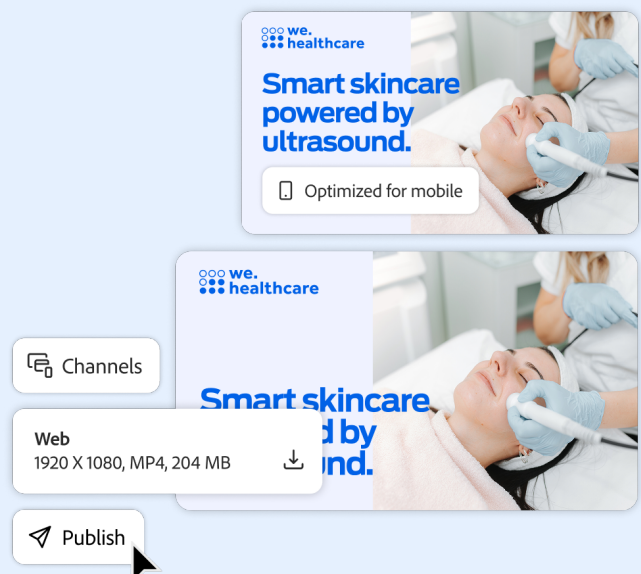 we.
healthcare
Smart skincare
powered by
ultrasound.
Optimized for mobile
we.
healthcare
Smart skincare
by
Channels
Web
1920 X 1080, MP4, 204 MB
Publish